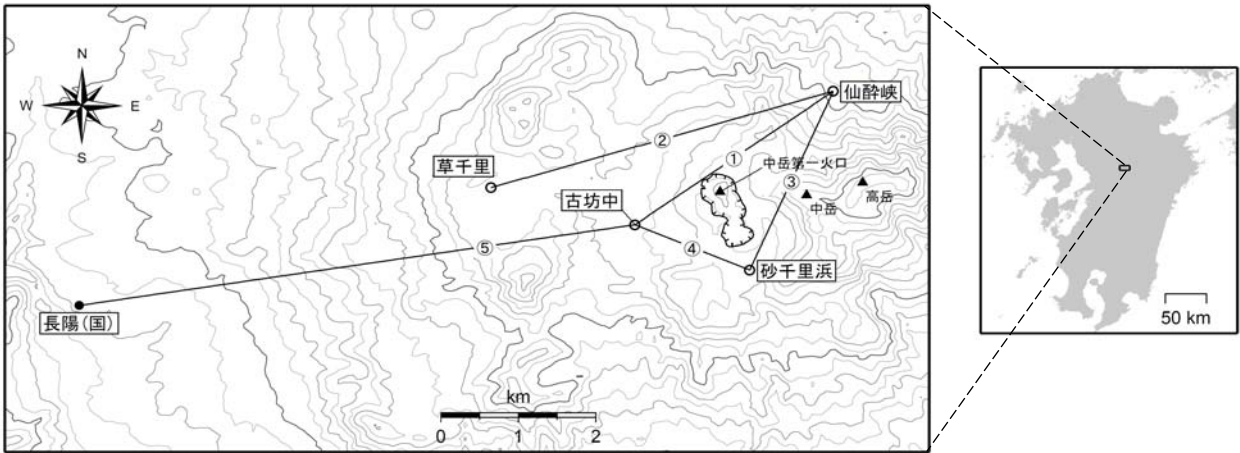 N
W E
S
仙酔峡
②
草千里
①
中岳第一火口
③
高岳
中岳
古坊中
④
⑤
砂千里浜
長陽(国)
km
0 1 2
50 km